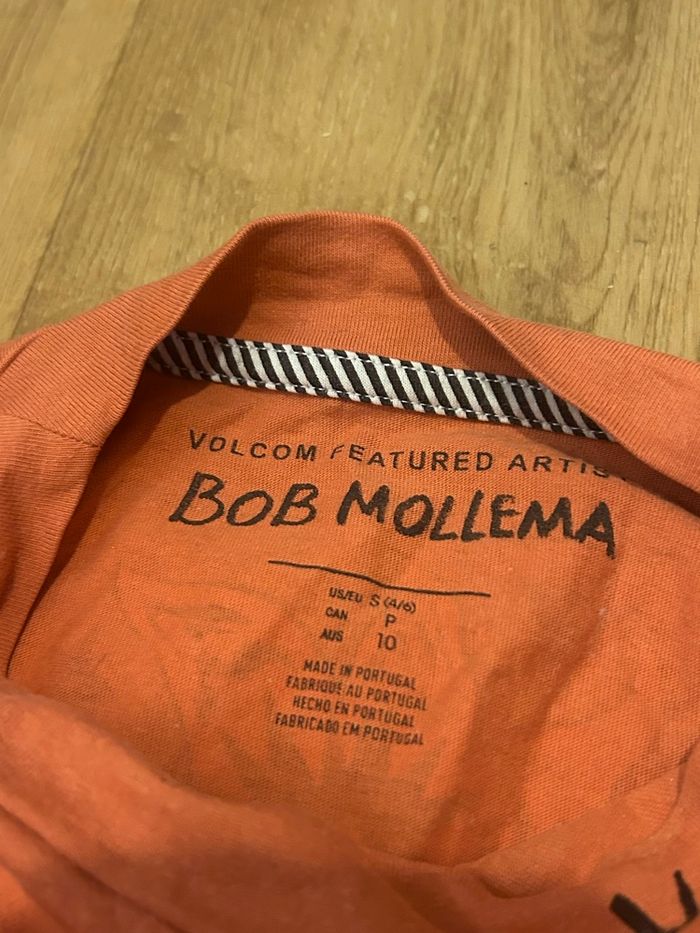 VOLCOM FEATURED ARTIST
BOB MOLLEMA
US/EU S (4/6)
CAN P
AUS 10
MADE IN PORTUGAL
FABRIQUE AU PORTUGAL
HECHO EN PORTUGAL
FABRICADO EM PORTUGAL